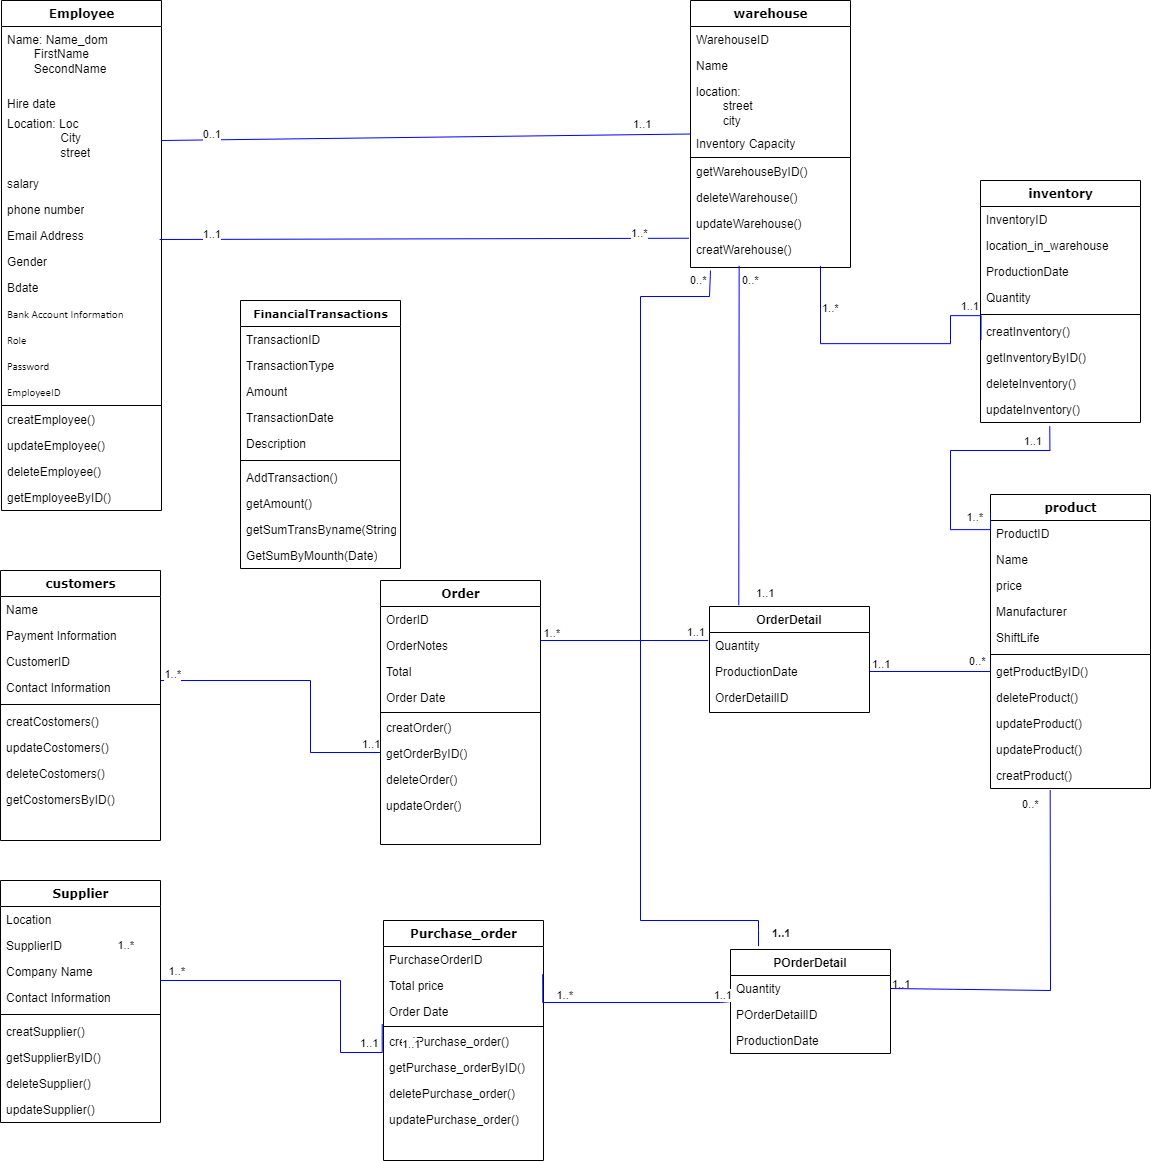 Employee
Name: Name_dom
FirstName
SecondName
Hire date
Location: Loc
City
street
salary
phone number
Email Address
Gender
Bdate
Bank Account Information
Role
Password
EmployeeID
creatEmployee()
updateEmployee()
deleteEmployee()
getEmployeeByID()
0..1
1..1
1..1
1..*
warehouse
WarehouseID
Name
location:
street
city
Inventory Capacity
getWarehouseByID()
deleteWarehouse()
updateWarehouse()
creatWarehouse()
0..*
0..*
1..*
1..1
inventory
InventoryID
location_in_warehouse
ProductionDate
Quantity
creatInventory()
getInventoryByID()
deleteInventory()
updateInventory()
1..1
1..*
FinancialTransactions
TransactionID
TransactionType
Amount
TransactionDate
Description
AddTransaction()
getAmount()
getSumTransByname(String
GetSumByMounth(Date)
product
ProductID
Name
price
Manufacturer
ShiftLife
getProductByID()
deleteProduct()
updateProduct()
updateProduct()
creatProduct()
0..*
customers
Name
Payment Information
CustomerID
Contact Information
creatCostomers()
updateCostomers()
deleteCostomers()
getCostomersByID()
1..*
1..1
Order
OrderID
OrderNotes
Total
Order Date
creatOrder()
getOrderByID()
deleteOrder()
updateOrder()
1..*
1..1
1..1
OrderDetail
Quantity
ProductionDate
OrderDetailID
1..1
0..*
Supplier
Location
SupplierID
1..*
Company Name
Contact Information
creatSupplier()
getSupplierByID()
deleteSupplier()
updateSupplier()
1..*
1..1
Purchase_order
PurchaseOrderID
Total price
Order Date
1..1
Purchase_order()
getPurchase_orderByID()
deletePurchase_order()
updatePurchase_order()
1..*
1..1
1..1
POrderDetail
Quantity
POrderDetailID
ProductionDate
1..1